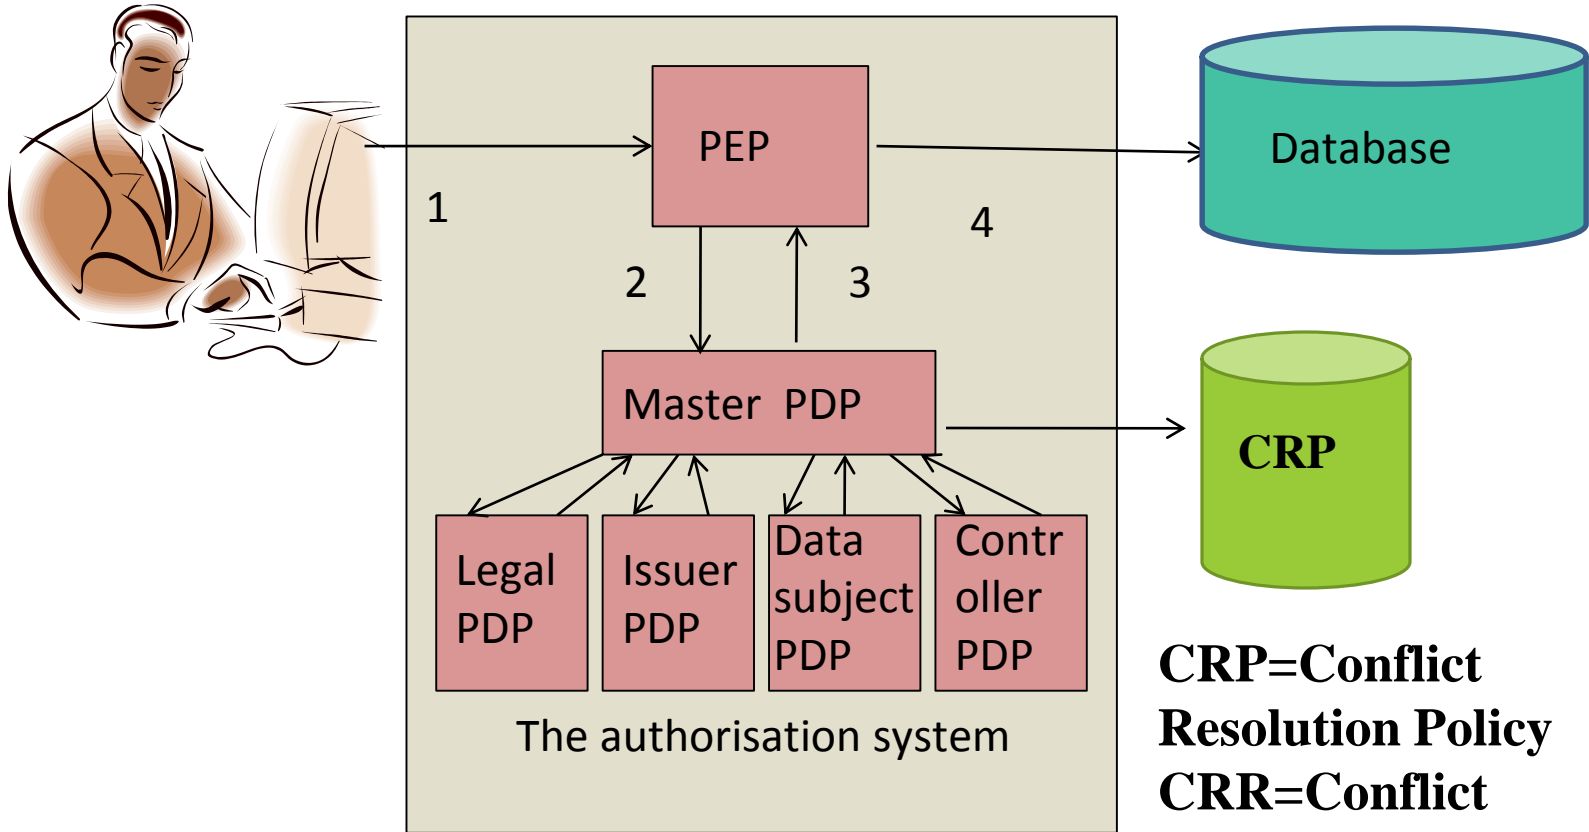 PEP
Database
1
4
2
3
Master PDP
CRP
Legal
PDP
Issuer
PDP
Data
subject
PDP
Contr
oller
PDP
The authorisation system
CRP=Conflict
Resolution Policy
CRR=Conflict